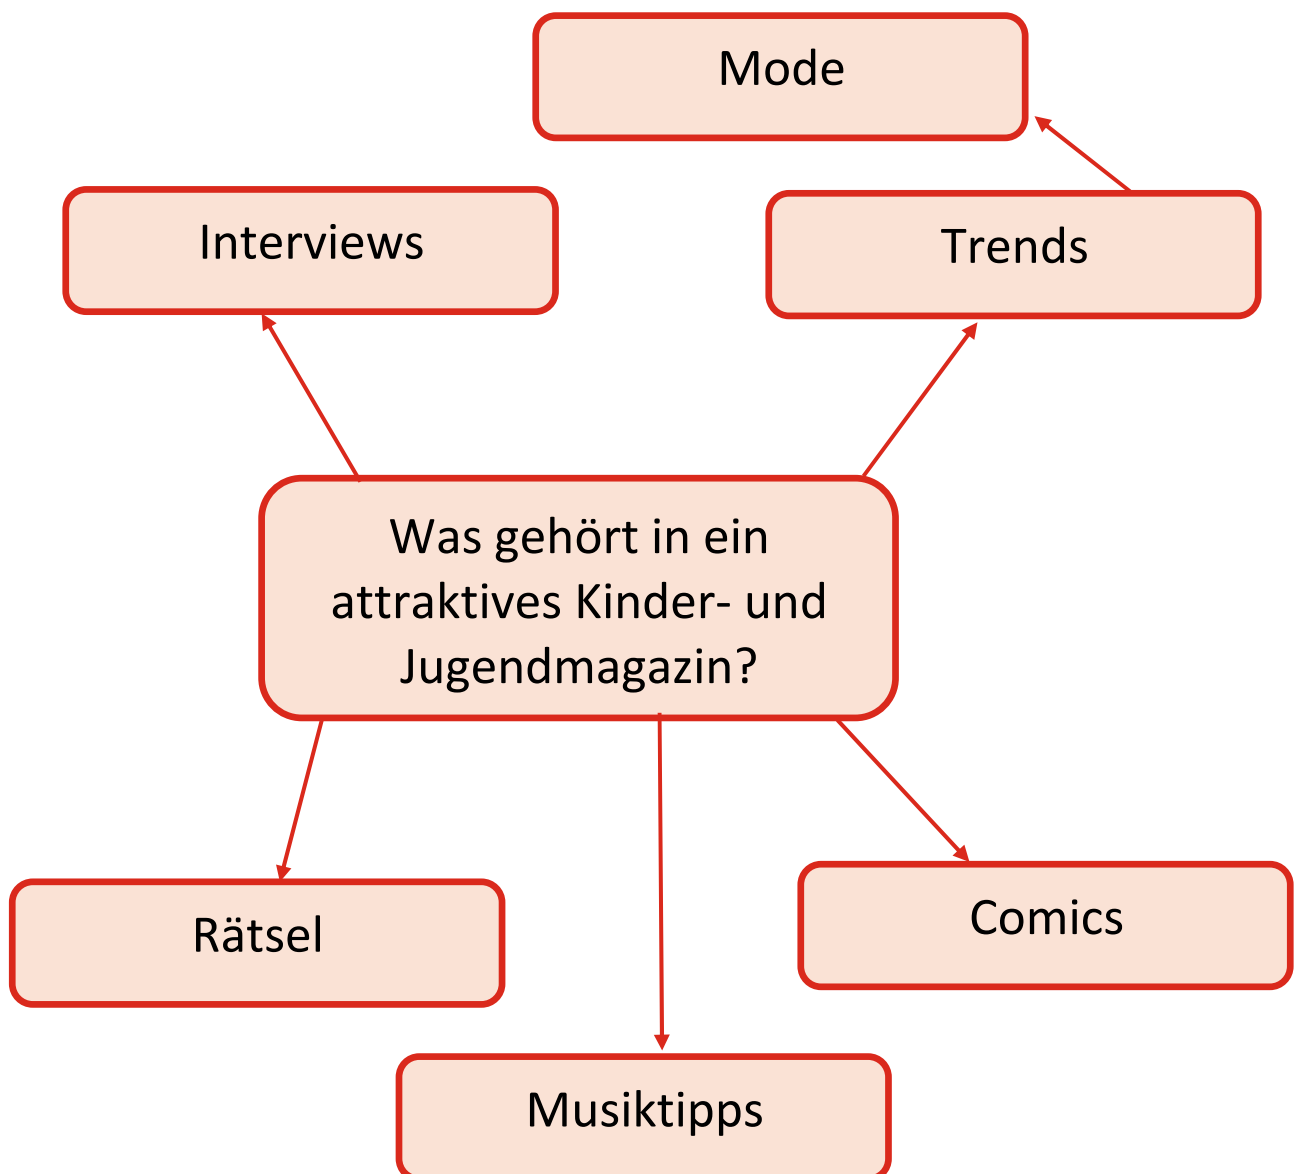 Mode
Interviews
Trends
Was gehört in ein
attraktives Kinder- und
Jugendmagazin?
Rätsel
Comics
Musiktipps